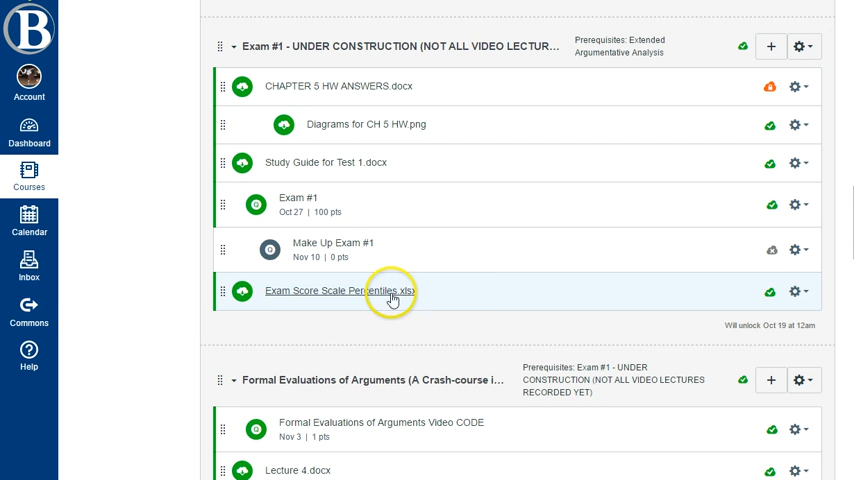 B
Account
Dashboard
Courses
Calendar
Inbox
Commons
Help
Exam #1 - UNDER CONSTRUCTION (NOT ALL VIDEO LECTUR...
Prerequisites: Extended
Argumentative Analysis
CHAPTER 5 HW ANSWERS.docx
Diagrams for CH 5 HW.png
Study Guide for Test 1.docx
Exam #1
Oct 27 | 100 pts
Make Up Exam #1
Nov 10 | 0 pts
Exam Score Scale Percentiles.xlsx
Will unlock Oct 19 at 12am
Formal Evaluations of Arguments (A Crash-course i...
Prerequisites: Exam #1 - UNDER
CONSTRUCTION (NOT ALL VIDEO LECTURES
RECORDED YET)
Formal Evaluations of Arguments Video CODE
Nov 3 | 1 pts
Lecture 4.docx